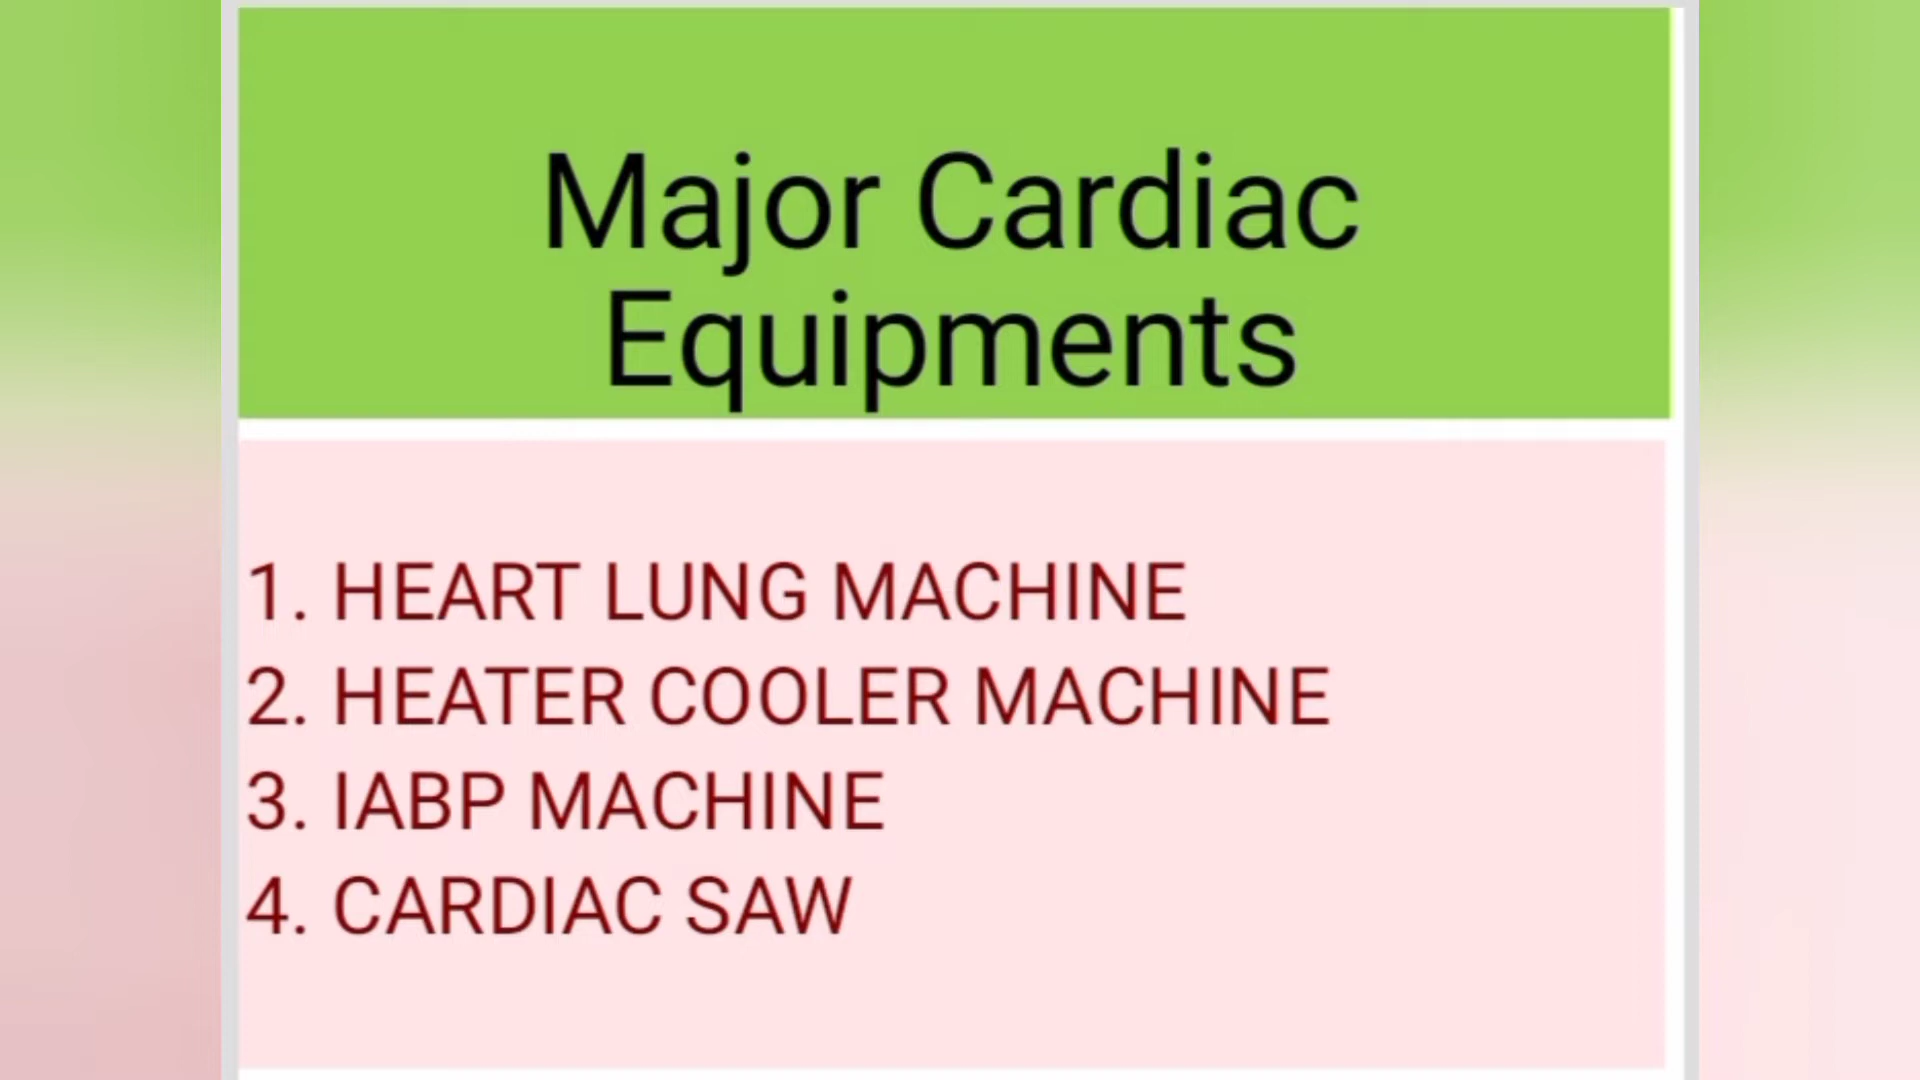 Major Cardiac
Equipments
1. HEART LUNG MACHINE
2. HEATER COOLER MACHINE
3. IABP MACHINE
4. CARDIAC SAW